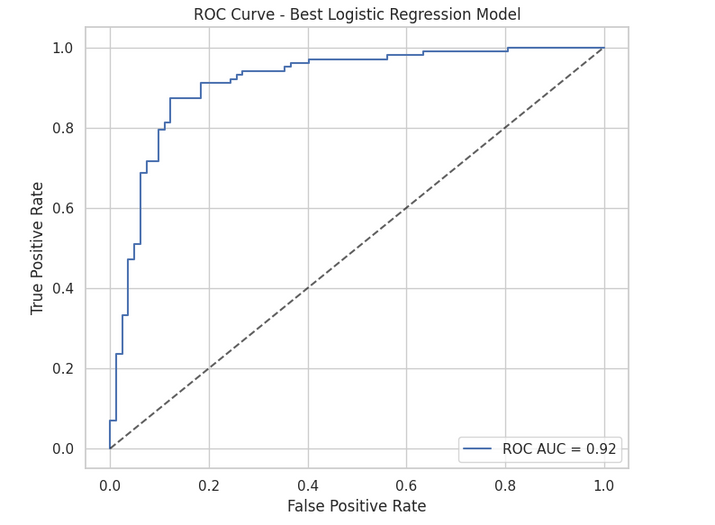 ROC Curve - Best Logistic Regression Model
1.0
0.8
0.6
0.4
0.2
0.0
True Positive Rate
ROC AUC = 0.92
0.0 0.2 0.4 0.6 0.8 1.0
False Positive Rate